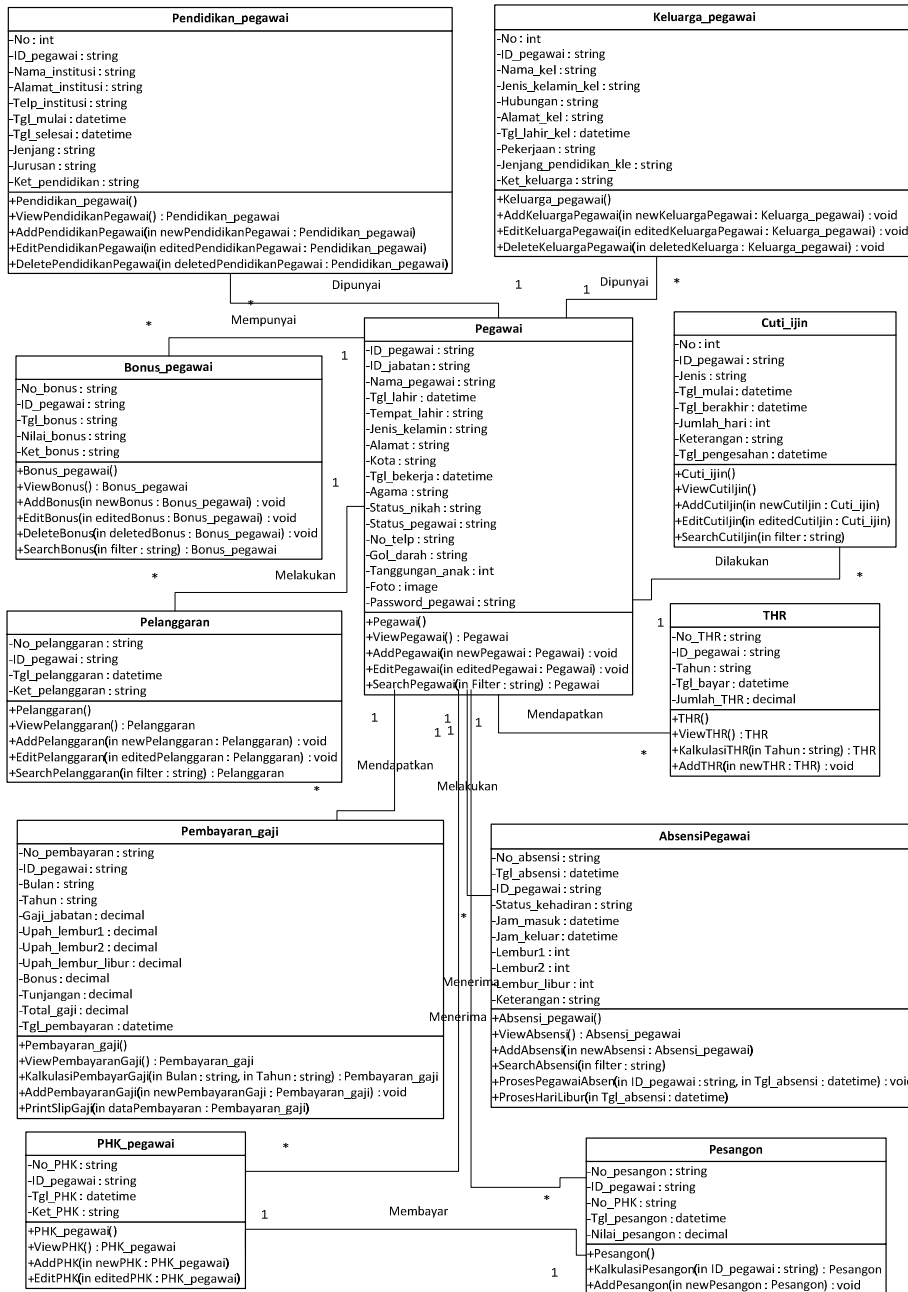 Pendidikan_pegawai
-No : int
-ID_pegawai : string
-Nama_institusi : string
-Alamat_institusi : string
-Telp_institusi : string
-Tgl_mulai : datetime
-Tgl_selesai : datetime
-Jenjang : string
-Jurusan : string
-Ket_pendidikan : string
+Pendidikan_pegawai()
+ViewPendidikanPegawai() : Pendidikan_pegawai
+AddPendidikanPegawai(in newPendidikanPegawai : Pendidikan_pegawai)
+EditPendidikanPegawai(in editedPendidikanPegawai : Pendidikan_pegawai)
+DeletePendidikanPegawai(in deletedPendidikanPegawai : Pendidikan_pegawai)
Keluarga_pegawai
-No : int
-ID_pegawai : string
-Nama_kel : string
-Jenis_kelamin_kel : string
-Hubungan : string
-Alamat_kel : string
-Tgl_lahir_kel : datetime
-Pekerjaan : string
-Jenjang_pendidikan_kle : string
-Ket_keluarga : string
+Keluarga_pegawai()
+AddKeluargaPegawai(in newKeluargaPegawai : Keluarga_pegawai) : void
+EditKeluargaPegawai(in editedKeluargaPegawai : Keluarga_pegawai) : void
+DeleteKeluargaPegawai(in deletedKeluarga : Keluarga_pegawai) : void
Dipunyai
1
*
1
Dipunyai
*
*
Mempunyai
1
Bonus_pegawai
-No_bonus : string
-ID_pegawai : string
-Tgl_bonus : string
-Nilai_bonus : string
-Ket_bonus : string
+Bonus_pegawai()
+ViewBonus() : Bonus_pegawai
+AddBonus(in newBonus : Bonus_pegawai) : void
+EditBonus(in editedBonus : Bonus_pegawai) : void
+DeleteBonus(in deletedBonus : Bonus_pegawai) : void
+SearchBonus(in filter : string) : Bonus_pegawai
Pegawai
-ID_pegawai : string
-ID_jabatan : string
-Nama_pegawai : string
-Tgl_lahir : datetime
-Tempat_lahir : string
-Jenis_kelamin : string
-Alamat : string
-Kota : string
-Tgl_bekerja : datetime
-Agama : string
-Status_nikah : string
-Status_pegawai : string
-No_telp : string
-Gol_darah : string
-Tanggungan_anak : int
-Foto : image
-Password_pegawai : string
+Pegawai()
+ViewPegawai() : Pegawai
+AddPegawai(in newPegawai : Pegawai) : void
+EditPegawai(in editedPegawai : Pegawai) : void
+SearchPegawai(in Filter : string) : Pegawai
Cuti_ijin
-No : int
-ID_pegawai : string
-Jenis : string
-Tgl_mulai : datetime
-Tgl_berakhir : datetime
-Jumlah_hari : int
-Keterangan : string
-Tgl_pengesahan : datetime
+Cuti_ijin()
+ViewCutiIjin()
+AddCutiIjin(in newCutiIjin : Cuti_ijin)
+EditCutiIjin(in editedCutiIjin : Cuti_ijin)
+SearchCutiIjin(in filter : string)
1
*
Melakukan
Dilakukan
*
1
Pelanggaran
-No_pelanggaran : string
-ID_pegawai : string
-Tgl_pelanggaran : datetime
-Ket_pelanggaran : string
+Pelanggaran()
+ViewPelanggaran() : Pelanggaran
+AddPelanggaran(in newPelanggaran : Pelanggaran) : void
+EditPelanggaran(in editedPelanggaran : Pelanggaran) : void
+SearchPelanggaran(in filter : string) : Pelanggaran
THR
-No_THR : string
-ID_pegawai : string
-Tahun : string
-Tgl_bayar : datetime
-Jumlah_THR : decimal
+THR()
+ViewTHR() : THR
+KalkulasiTHR(in Tahun : string) : THR
+AddTHR(in newTHR : THR) : void
1
1
1
1
1
Mendapatkan
*
Mendapatkan
Melakukan
*
Pembayaran_gaji
-No_pembayaran : string
-ID_pegawai : string
-Bulan : string
-Tahun : string
-Gaji_jabatan : decimal
-Upah_lembur1 : decimal
-Upah_lembur2 : decimal
-Upah_lembur_libur : decimal
-Bonus : decimal
-Tunjangan : decimal
-Total_gaji : decimal
-Tgl_pembayaran : datetime
+Pembayaran_gaji()
+ViewPembayaranGaji() : Pembayaran_gaji
+KalkulasiPembayarGaji(in Bulan : string, in Tahun : string) : Pembayaran_gaji
+AddPembayaranGaji(in newPembayaranGaji : Pembayaran_gaji) : void
+PrintSlipGaji(in dataPembayaran : Pembayaran_gaji)
AbsensiPegawai
-No_absensi : string
-Tgl_absensi : datetime
-ID_pegawai : string
-Status_kehadiran : string
-Jam_masuk : datetime
-Jam_keluar : datetime
-Lembur1 : int
-Lembur2 : int
-Lembur_libur : int
-Keterangan : string
+Absensi_pegawai()
+ViewAbsensi() : Absensi_pegawai
+AddAbsensi(in newAbsensi : Absensi_pegawai)
+SearchAbsensi(in filter : string)
+ProsesPegawaiAbsen(in ID_pegawai : string, in Tgl_absensi : datetime) : void
+ProsesHariLibur(in Tgl_absensi : datetime)
*
Menerima
Menerima
PHK_pegawai
-No_PHK : string
-ID_pegawai : string
-Tgl_PHK : datetime
-Ket_PHK : string
+PHK_pegawai()
+ViewPHK() : PHK_pegawai
+AddPHK(in newPHK : PHK_pegawai)
+EditPHK(in editedPHK : PHK_pegawai)
*
*
1
Membayar
1
Pesangon
-No_pesangon : string
-ID_pegawai : string
-No_PHK : string
-Tgl_pesangon : datetime
-Nilai_pesangon : decimal
+Pesangon()
+KalkulasiPesangon(in ID_pegawai : string) : Pesangon
+AddPesangon(in newPesangon : Pesangon) : void